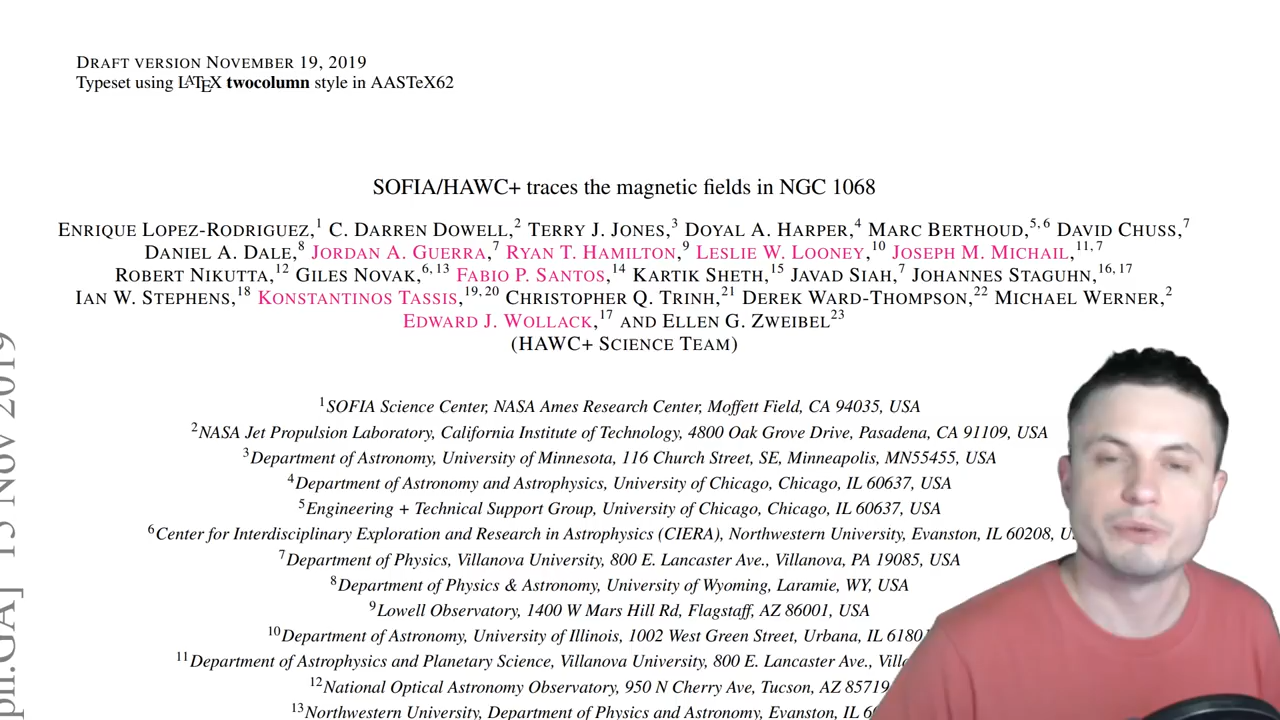 DRAFT VERSION NOVEMBER 19, 2019
Typeset using LATEX twocolumn style in AASTeX62
SOFIA/HAWC+ traces the magnetic fields in NGC 1068
ENRIQUE LOPEZ-RODRIGUEZ,1 C. DARREN DOWELL,2 TERRY J. JONES,3 DOYAL A. HARPER,4 MARC BERTHOUD,5,6 DAVID CHUSS,7
DANIEL A. DALE,8 JORDAN A. GUERRA,7 RYAN T. HAMILTON,9 LESLIE W. LOONEY,10 JOSEPH M. MICHAIL,11,7
ROBERT NIKUTTA,12 GILES NOVAK,6,13 FABIO P. SANTOS,14 KARTIK SHETH,15 JAVAD SIAH,7 JOHANNES STAGUHN,16,17
IAN W. STEPHENS,18 KONSTANTINOS TASSIS,19,20 CHRISTOPHER Q. TRINH,21 DEREK WARD-THOMPSON,22 MICHAEL WERNER,2
EDWARD J. WOLLACK,17 AND ELLEN G. ZWEIBEL23
(HAWC+ SCIENCE TEAM)
1SOFIA Science Center, NASA Ames Research Center, Moffett Field, CA 94035, USA
2NASA Jet Propulsion Laboratory, California Institute of Technology, 4800 Oak Grove Drive, Pasadena, CA 91109, USA
3Department of Astronomy, University of Minnesota, 116 Church Street, SE, Minneapolis, MN55455, USA
4Department of Astronomy and Astrophysics, University of Chicago, Chicago, IL 60637, USA
5Engineering + Technical Support Group, University of Chicago, Chicago, IL 60637, USA
6Center for Interdisciplinary Exploration and Research in Astrophysics (CIERA), Northwestern University, Evanston, IL 60208, U
7Department of Physics, Villanova University, 800 E. Lancaster Ave., Villanova, PA 19085, USA
8Department of Physics & Astronomy, University of Wyoming, Laramie, WY, USA
9Lowell Observatory, 1400 W Mars Hill Rd, Flagstaff, AZ 86001, USA
10Department of Astronomy, University of Illinois, 1002 West Green Street, Urbana, IL 6180
11Department of Astrophysics and Planetary Science, Villanova University, 800 E. Lancaster Ave.,
12National Optical Astronomy Observatory, 950 N Cherry Ave, Tucson, AZ 85719
13Northwestern University, Department of Physics and Astronomy, Evanston, IL
ph.GA] 15 Nov 2019